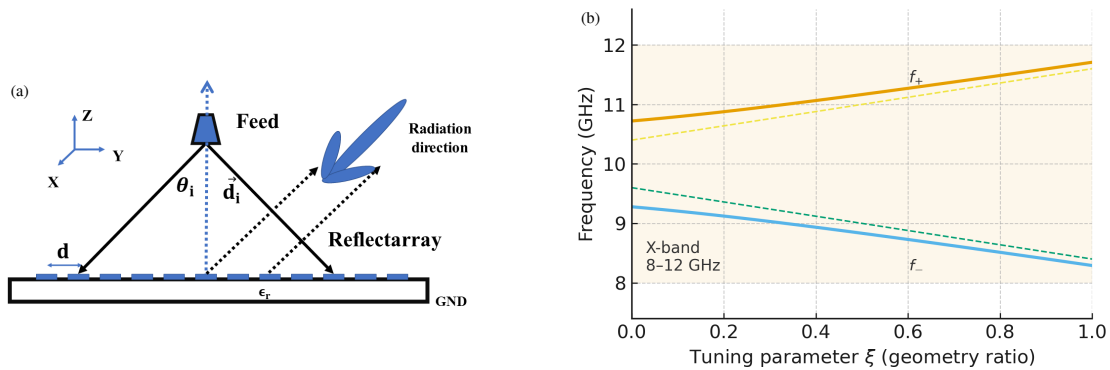 (a)
Z
Y
X
Feed
Radiation
direction
θᵢ
d⃗ᵢ
d
Reflectarray
ϵᵣ
GND
(b)
Frequency (GHz)
12
11
10
9
8
f₊
f₋
X-band
8–12 GHz
0.0 0.2 0.4 0.6 0.8 1.0
Tuning parameter ξ (geometry ratio)